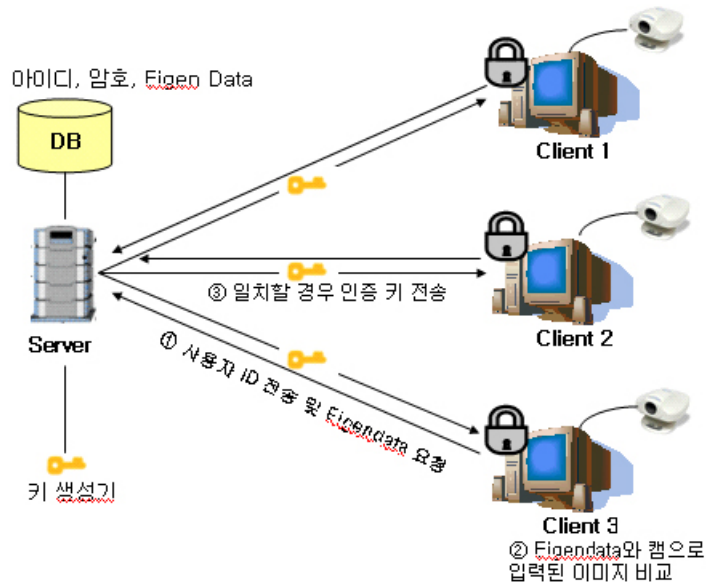 아이디, 암호, Eigen Data
DB
Client 1
③ 일치할 경우 인증 키 전송
Server
Client 2
① 사용자 ID 전송 및 Eigendata 요청
키 생성기
Client 3
② Eigendata와 캠으로
입력된 이미지 비교